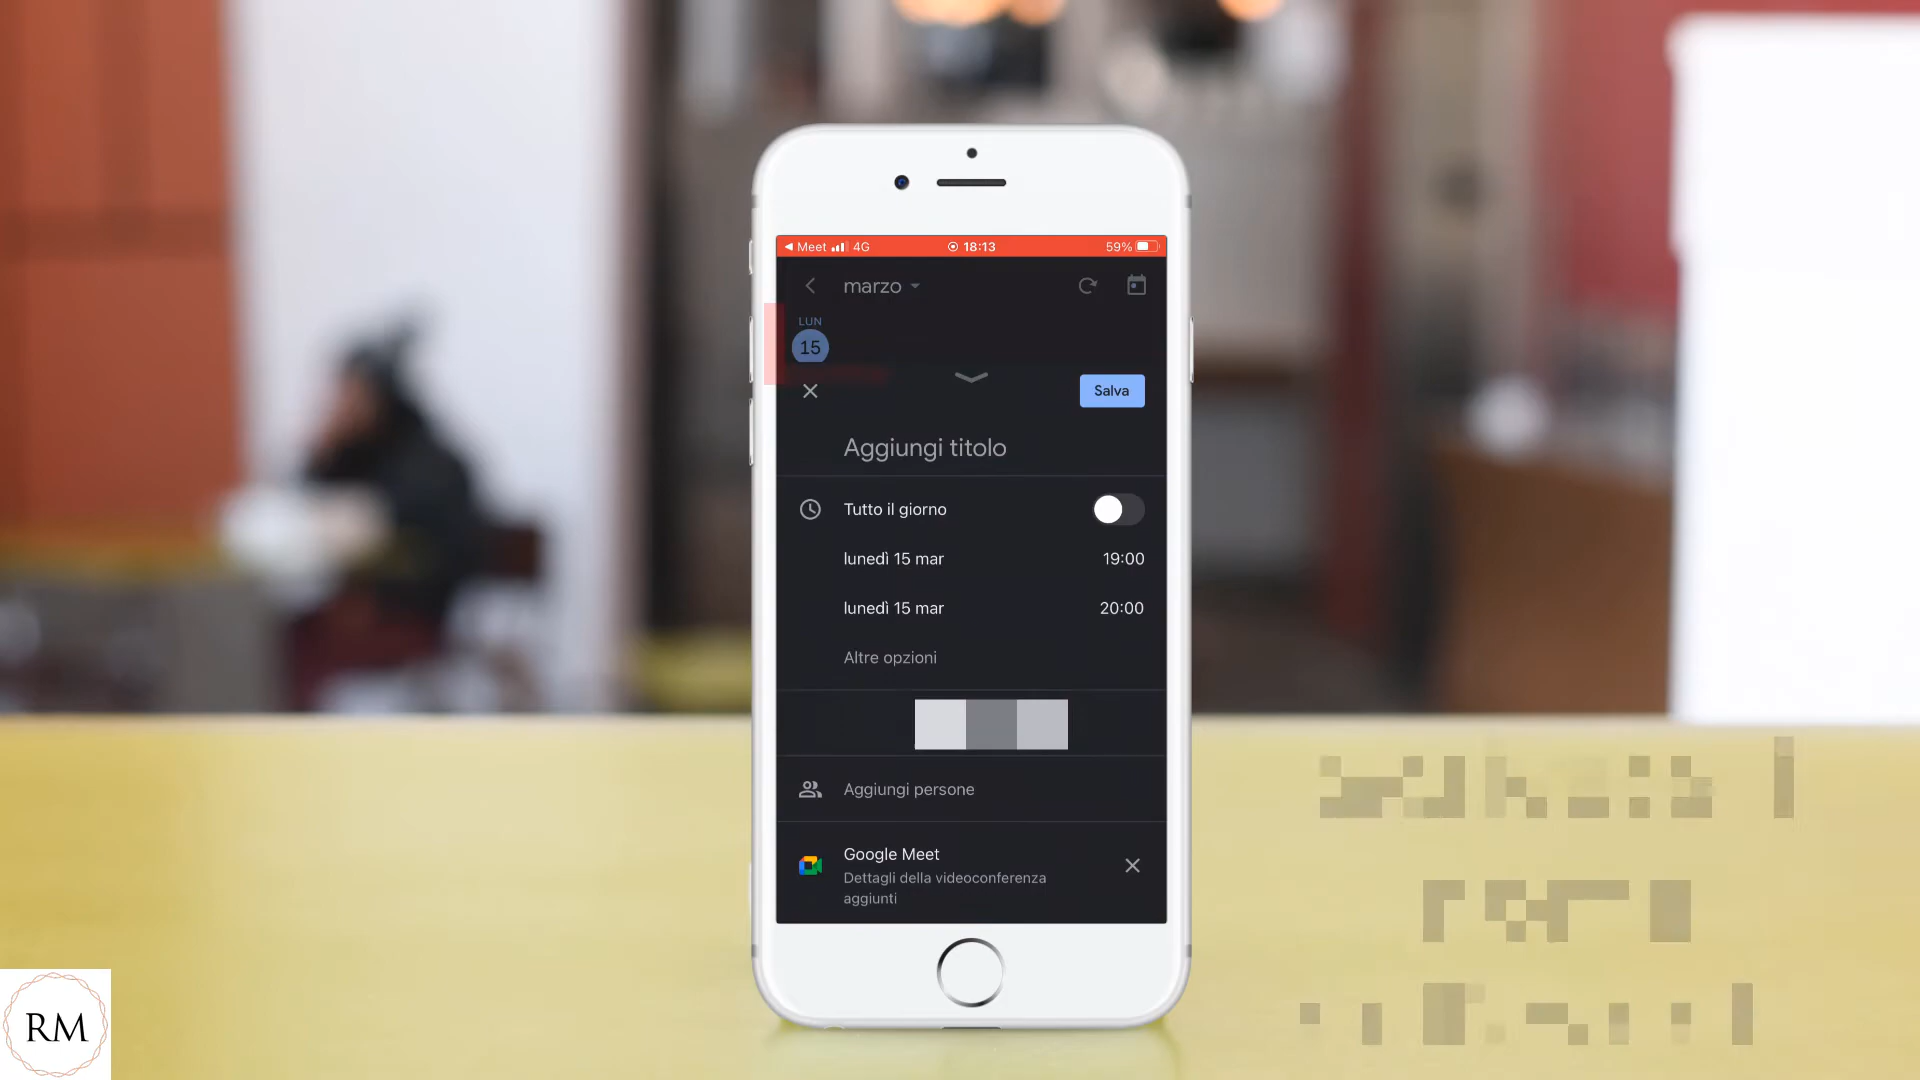 Meet 4G 18:13 59%
marzo
LUN
15
Salva
Aggiungi titolo
Tutto il giorno
lunedì 15 mar 19:00
lunedì 15 mar 20:00
Altre opzioni
Aggiungi persone
Google Meet
Dettagli della videoconferenza
aggiunti
RM